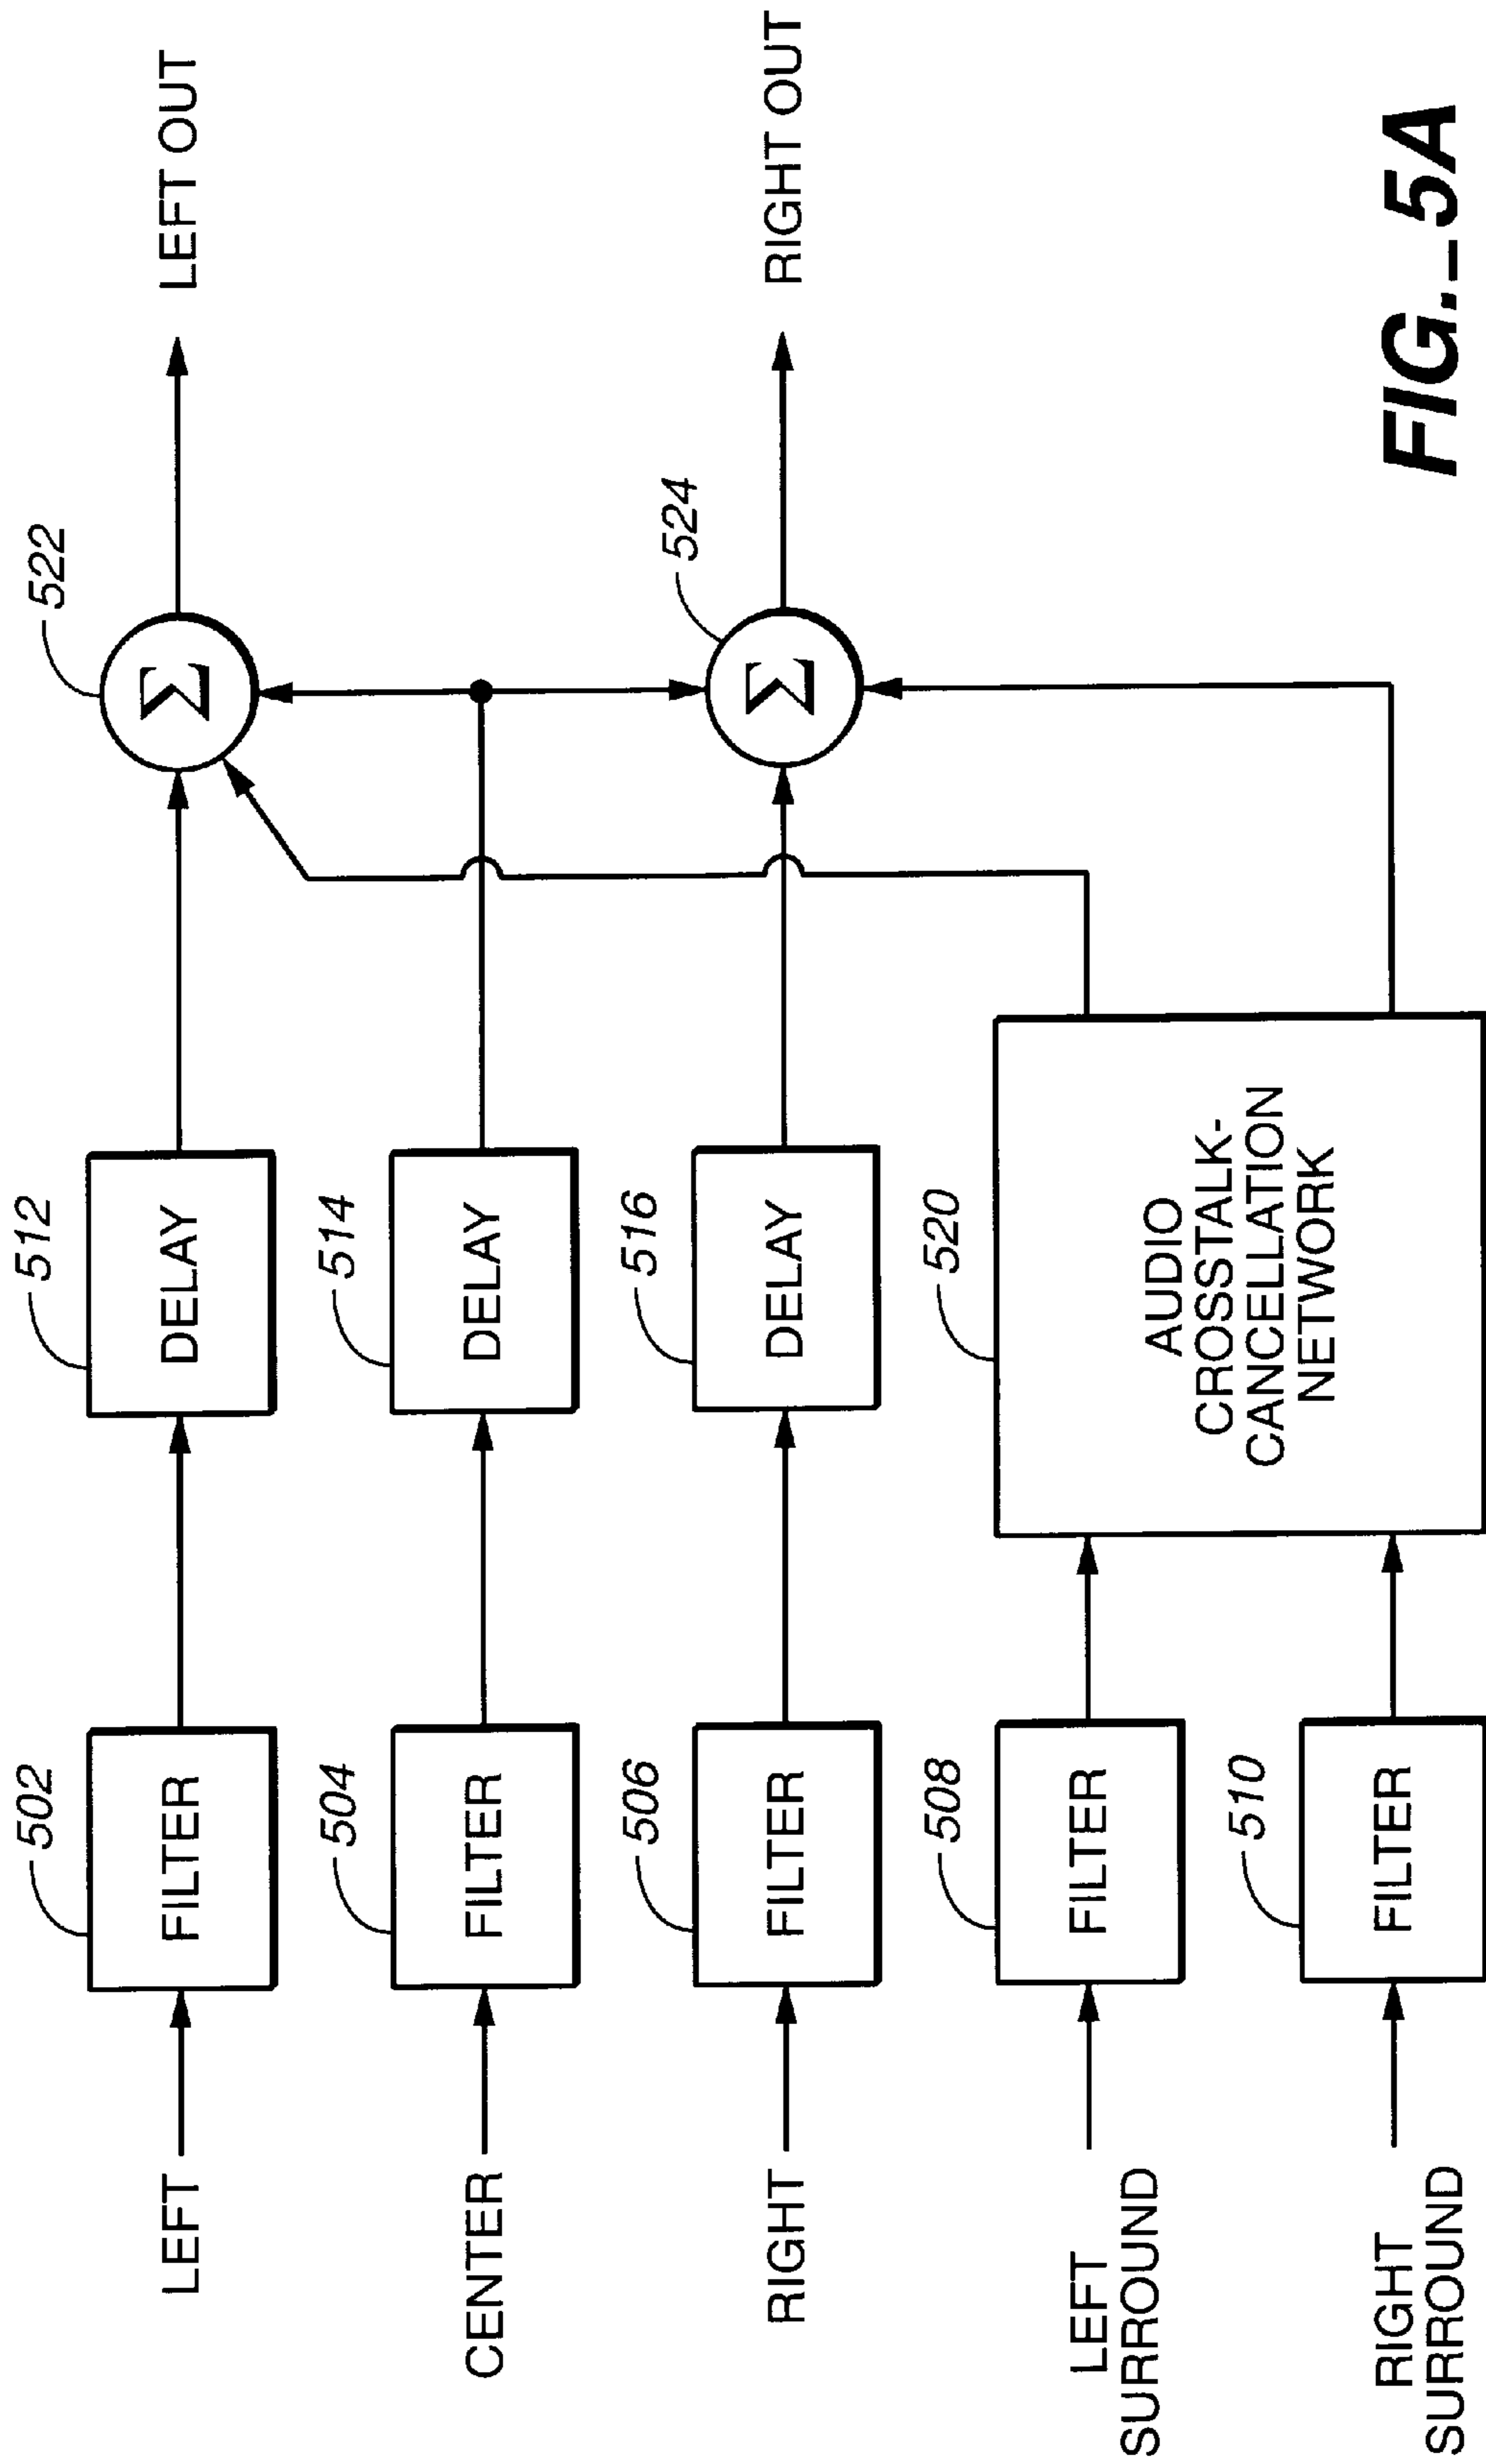 LEFT
502
FILTER
512
DELAY
522
Σ
LEFT OUT
CENTER
504
FILTER
514
DELAY
RIGHT
506
FILTER
516
DELAY
524
Σ
RIGHT OUT
LEFT
SURROUND
508
FILTER
520
AUDIO
CROSSTALK-
CANCELLATION
NETWORK
RIGHT
SURROUND
510
FILTER
FIG._5A